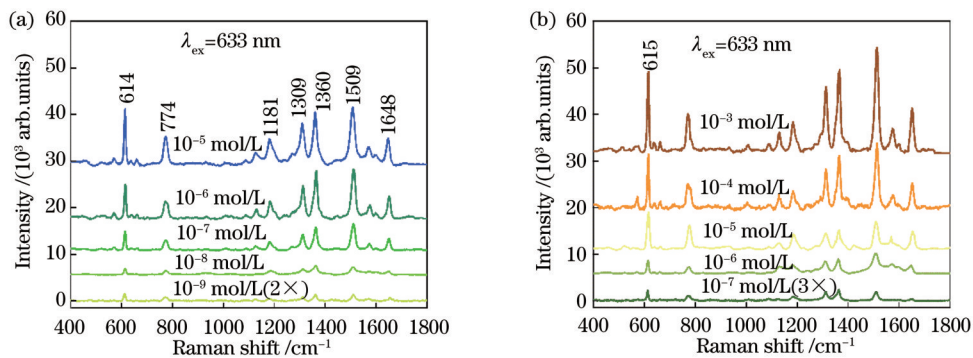 (a)
60
50
40
30
20
10
0
Intensity /(10³ arb.units)
λex=633 nm
614
774
1181
1309
1360
1509
1648
10⁻⁵ mol/L
10⁻⁶ mol/L
10⁻⁷ mol/L
10⁻⁸ mol/L
10⁻⁹ mol/L(2×)
400 600 800 1000 1200 1400 1600 1800
Raman shift /cm⁻¹
(b)
60
50
40
30
20
10
0
Intensity /(10³ arb.units)
λex=633 nm
615
10⁻³ mol/L
10⁻⁴ mol/L
10⁻⁵ mol/L
10⁻⁶ mol/L
10⁻⁷ mol/L(3×)
400 600 800 1000 1200 1400 1600 1800
Raman shift /cm⁻¹